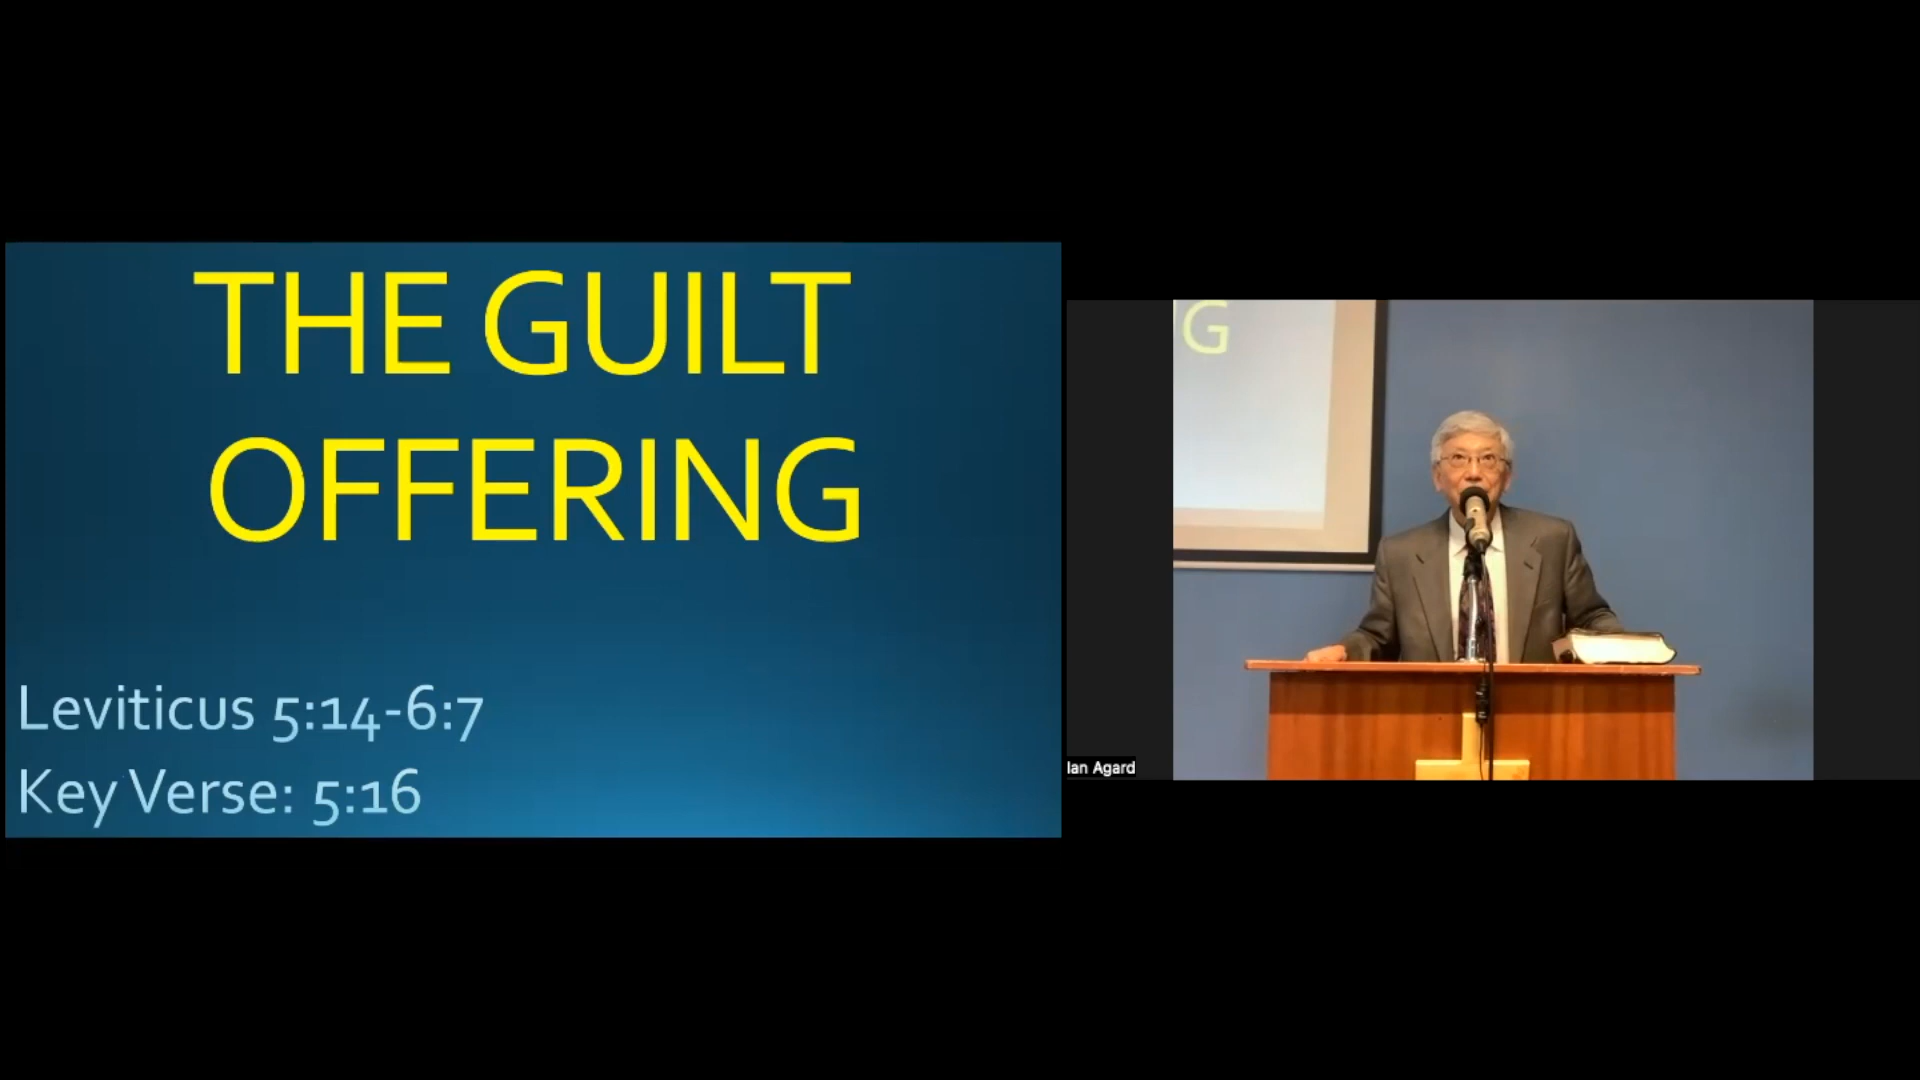 THE GUILT
OFFERING
Leviticus 5:14-6:7
Key Verse: 5:16
G
Ian Agard